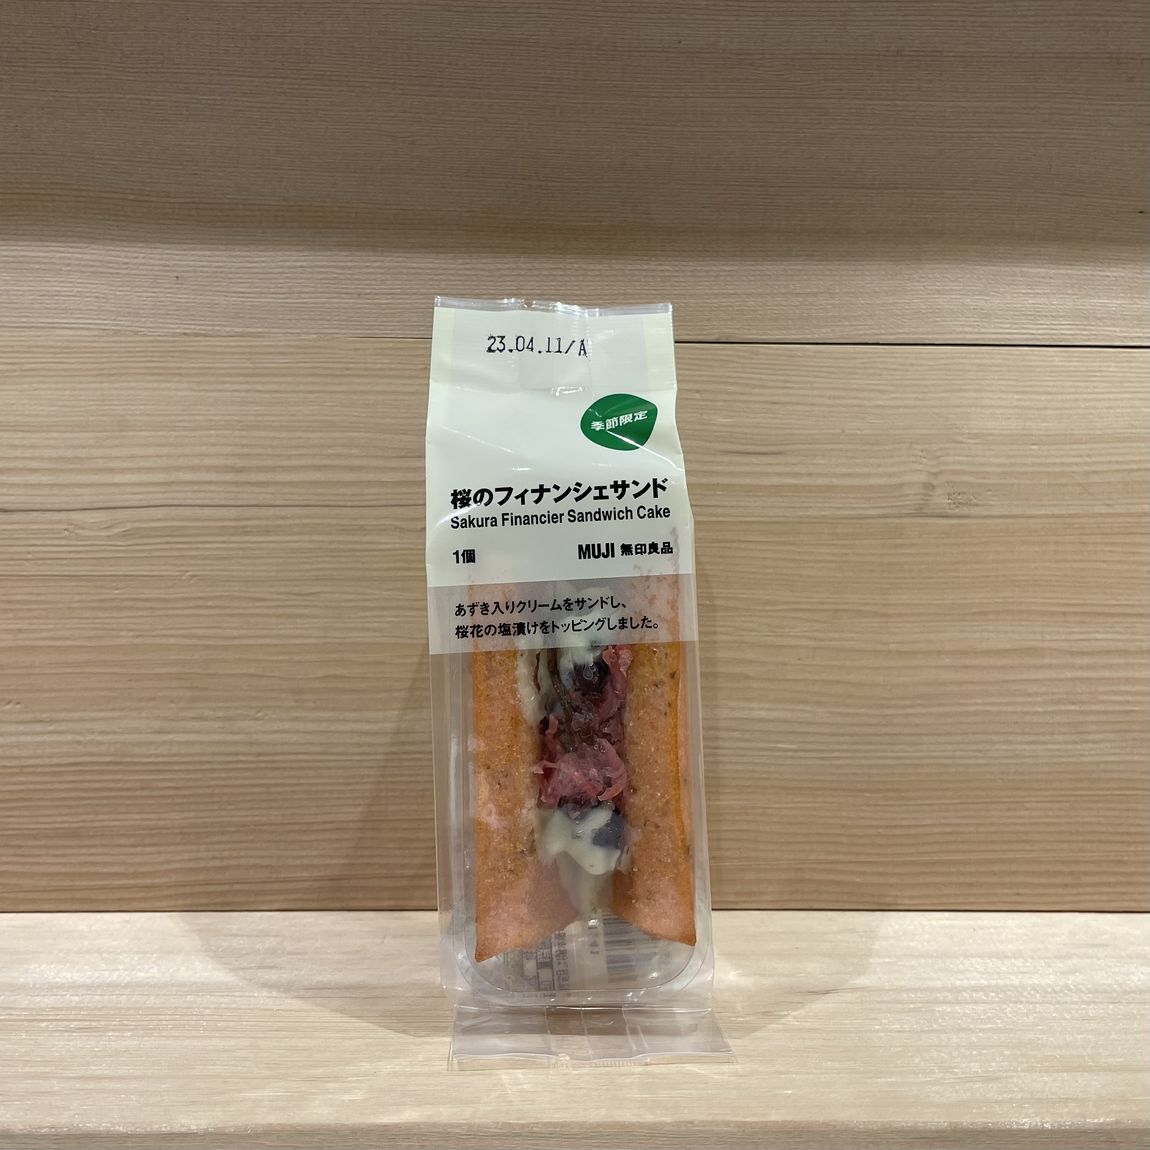 23.04.11/A
季節限定
桜のフィナンシェサンド
Sakura Financier Sandwich Cake
1個
MUJI 無印良品
あずき入りクリームをサンドし、
桜花の塩漬けをトッピングしました。